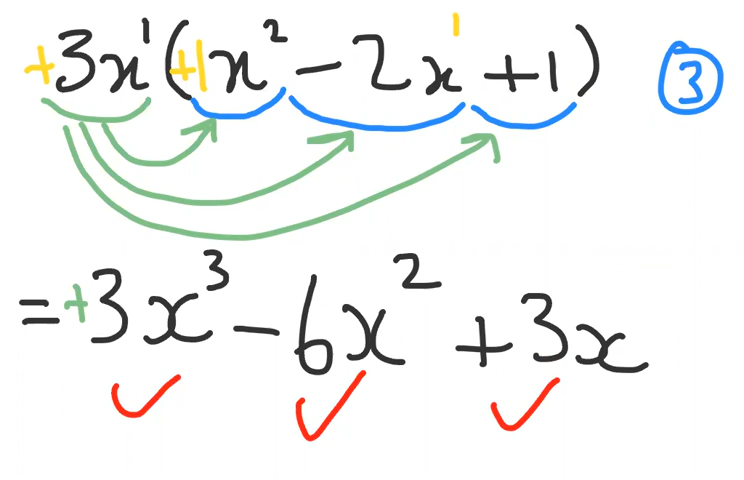 +3x¹(+1x² − 2x¹ + 1) ③
= +3x³ − 6x² + 3x